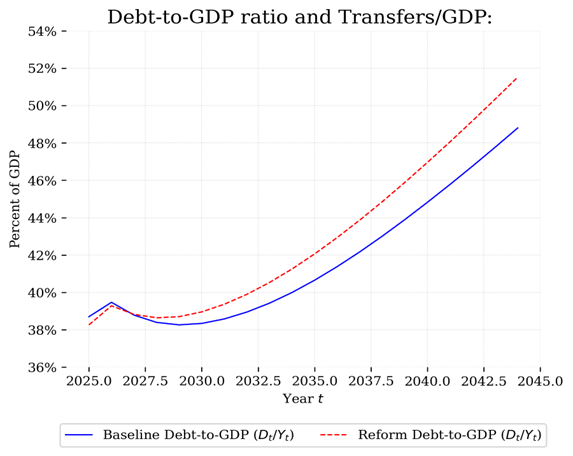 Debt-to-GDP ratio and Transfers/GDP:
54%
52%
50%
48%
46%
44%
42%
40%
38%
36%
Percent of GDP
2025.0 2027.5 2030.0 2032.5 2035.0 2037.5 2040.0 2042.5 2045.0
Year t
Baseline Debt-to-GDP (Dₜ/Yₜ) Reform Debt-to-GDP (Dₜ/Yₜ)